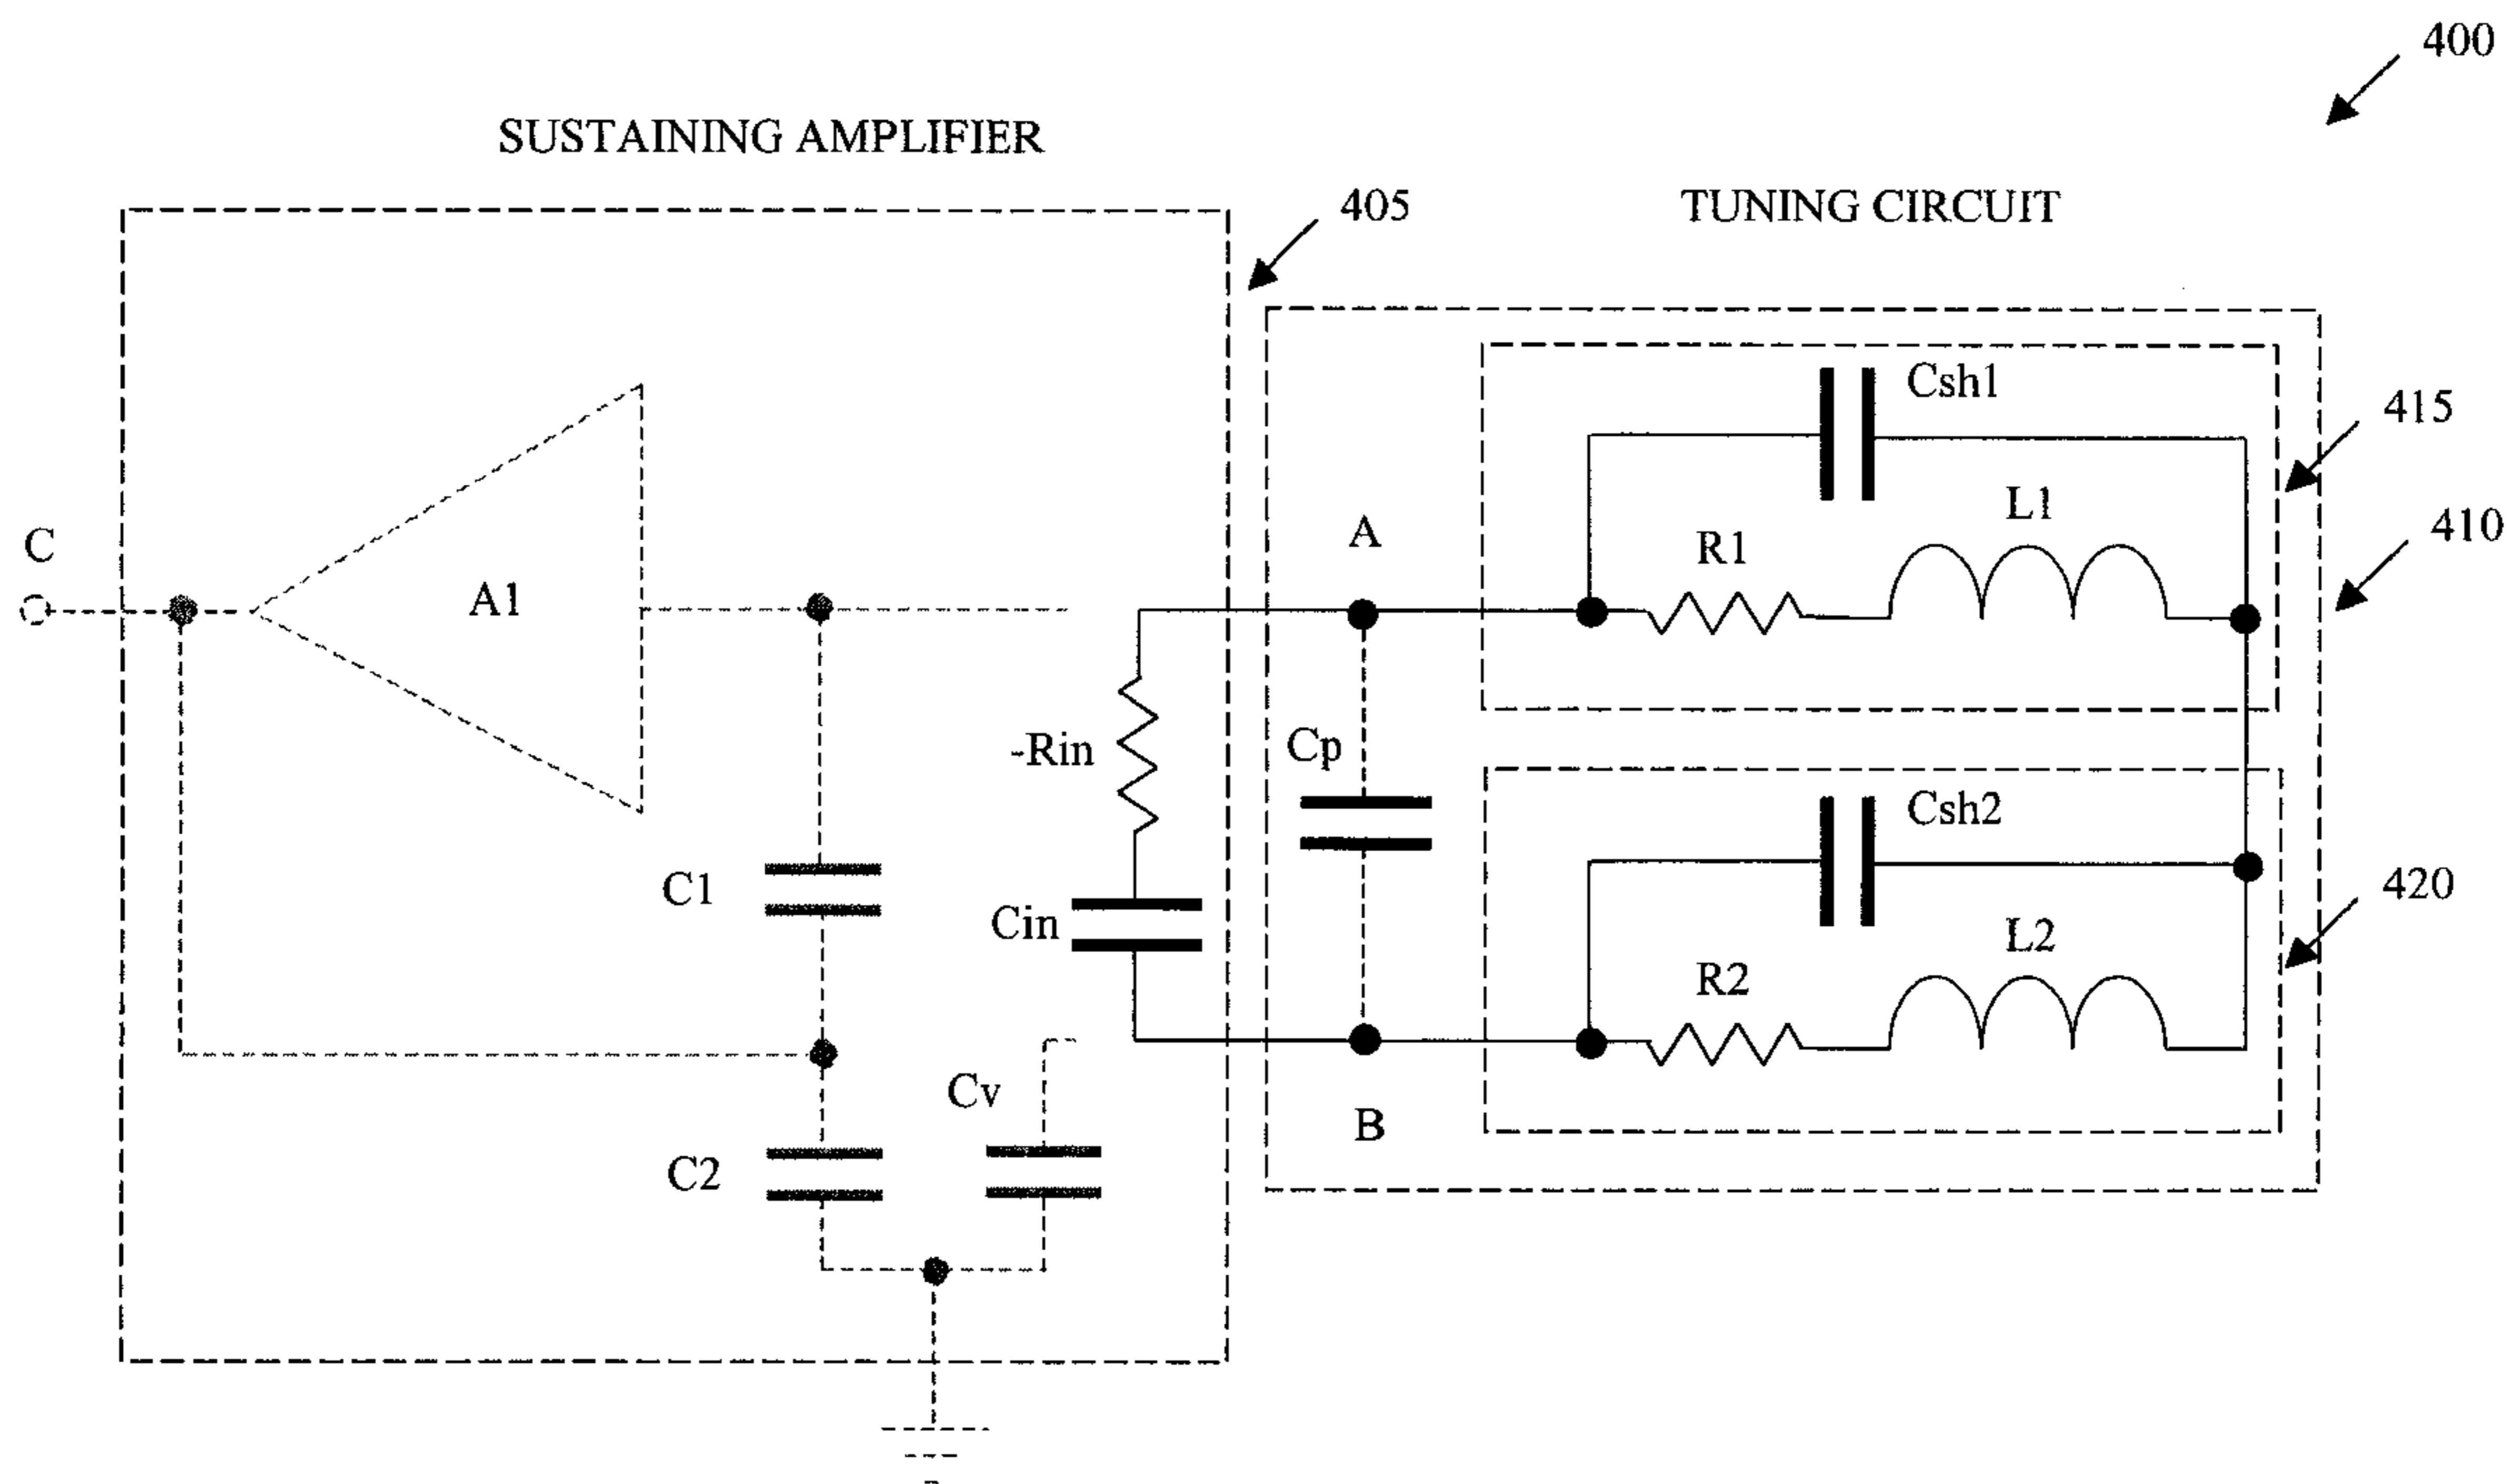 400
SUSTAINING AMPLIFIER
405
TUNING CIRCUIT
Csh1
415
C
A1
A
R1
L1
410
-Rin
Cp
Csh2
C1
Cin
420
R2
L2
Cv
B
C2